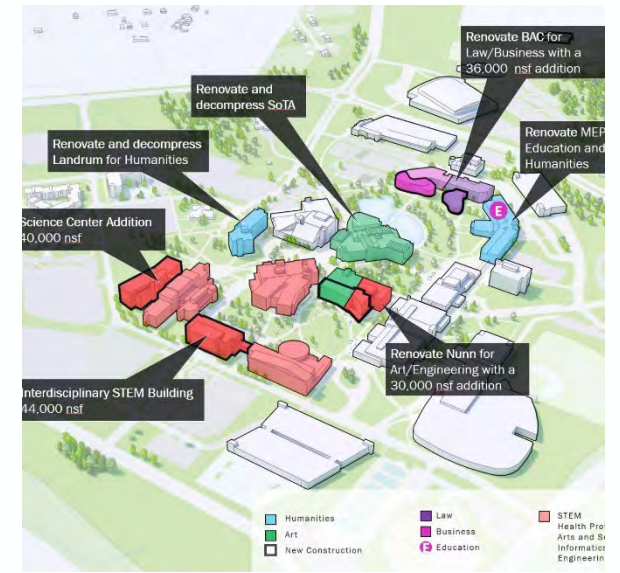 Renovate BAC for
Law/Business with a
36,000 nsf addition
Renovate and
decompress SoTA
Renovate and decompress
Landrum for Humanities
Renovate MEP
Education and
Humanities
Science Center Addition
40,000 nsf
E
Renovate Nunn for
Art/Engineering with a
30,000 nsf addition
Interdisciplinary STEM Building
44,000 nsf
Humanities
Art
New Construction
Law
Business
E Education
STEM
Health
Arts and
Informatics